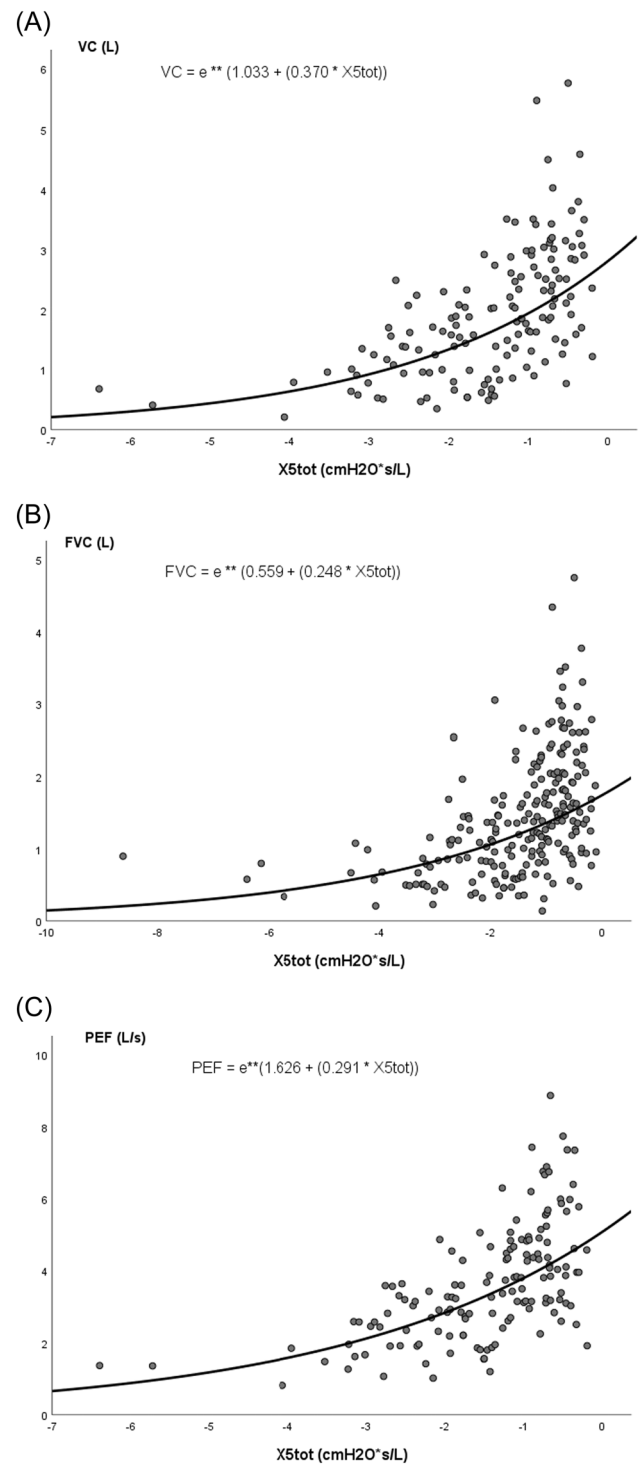 (A)
VC (L)
VC = e ** (1.033 + (0.370 * X5tot))
6
5
4
3
2
1
0
-7 -6 -5 -4 -3 -2 -1 0
X5tot (cmH2O*s/L)
(B)
FVC (L)
FVC = e ** (0.559 + (0.248 * X5tot))
5
4
3
2
1
0
-10 -8 -6 -4 -2 0
X5tot (cmH2O*s/L)
(C)
PEF (L/s)
PEF = e**(1.626 + (0.291 * X5tot))
10
8
6
4
2
0
-7 -6 -5 -4 -3 -2 -1 0
X5tot (cmH2O*s/L)